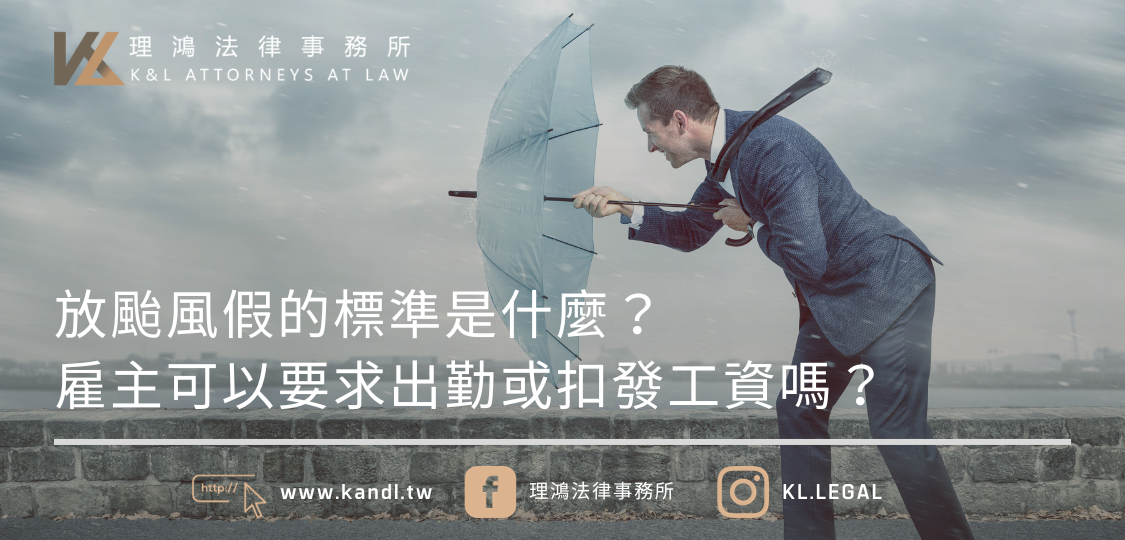 理鴻法律事務所
K&L ATTORNEYS AT LAW
放颱風假的標準是什麼？
雇主可以要求出勤或扣發工資嗎？
http://
www.kandl.tw
理鴻法律事務所
KL.LEGAL